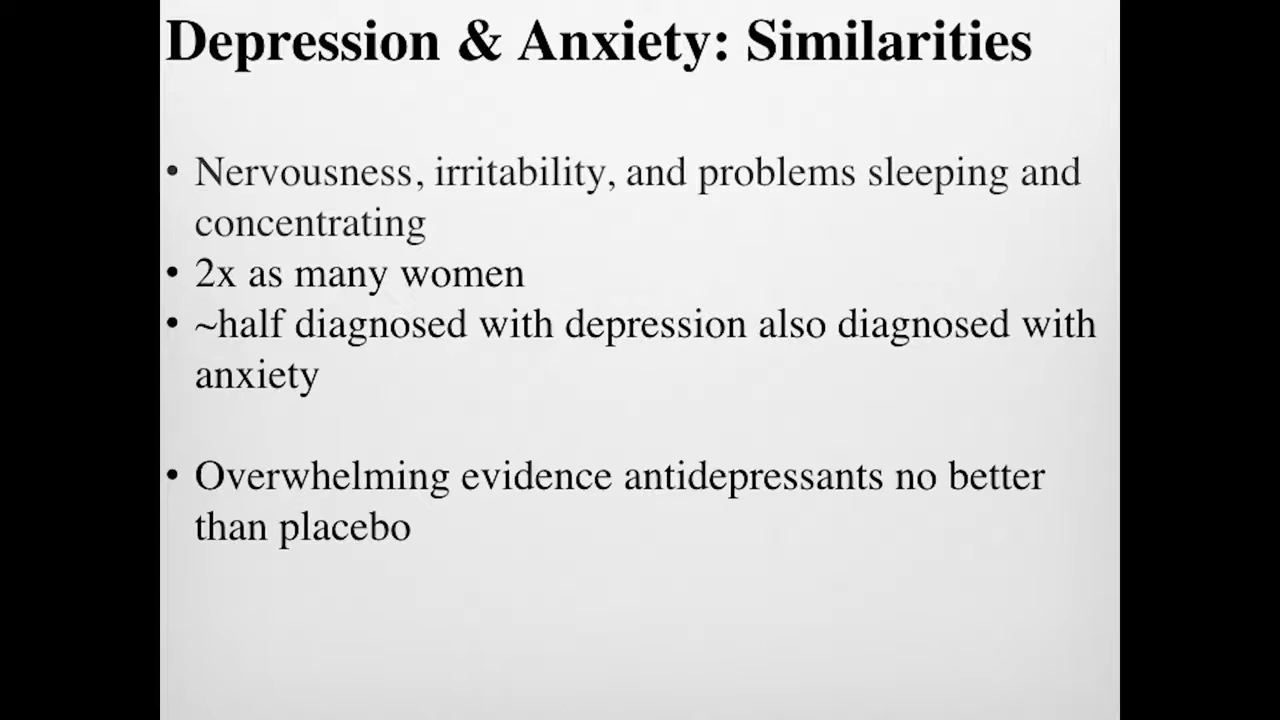 Depression & Anxiety: Similarities
• Nervousness, irritability, and problems sleeping and
concentrating
• 2x as many women
• ~half diagnosed with depression also diagnosed with
anxiety
• Overwhelming evidence antidepressants no better
than placebo